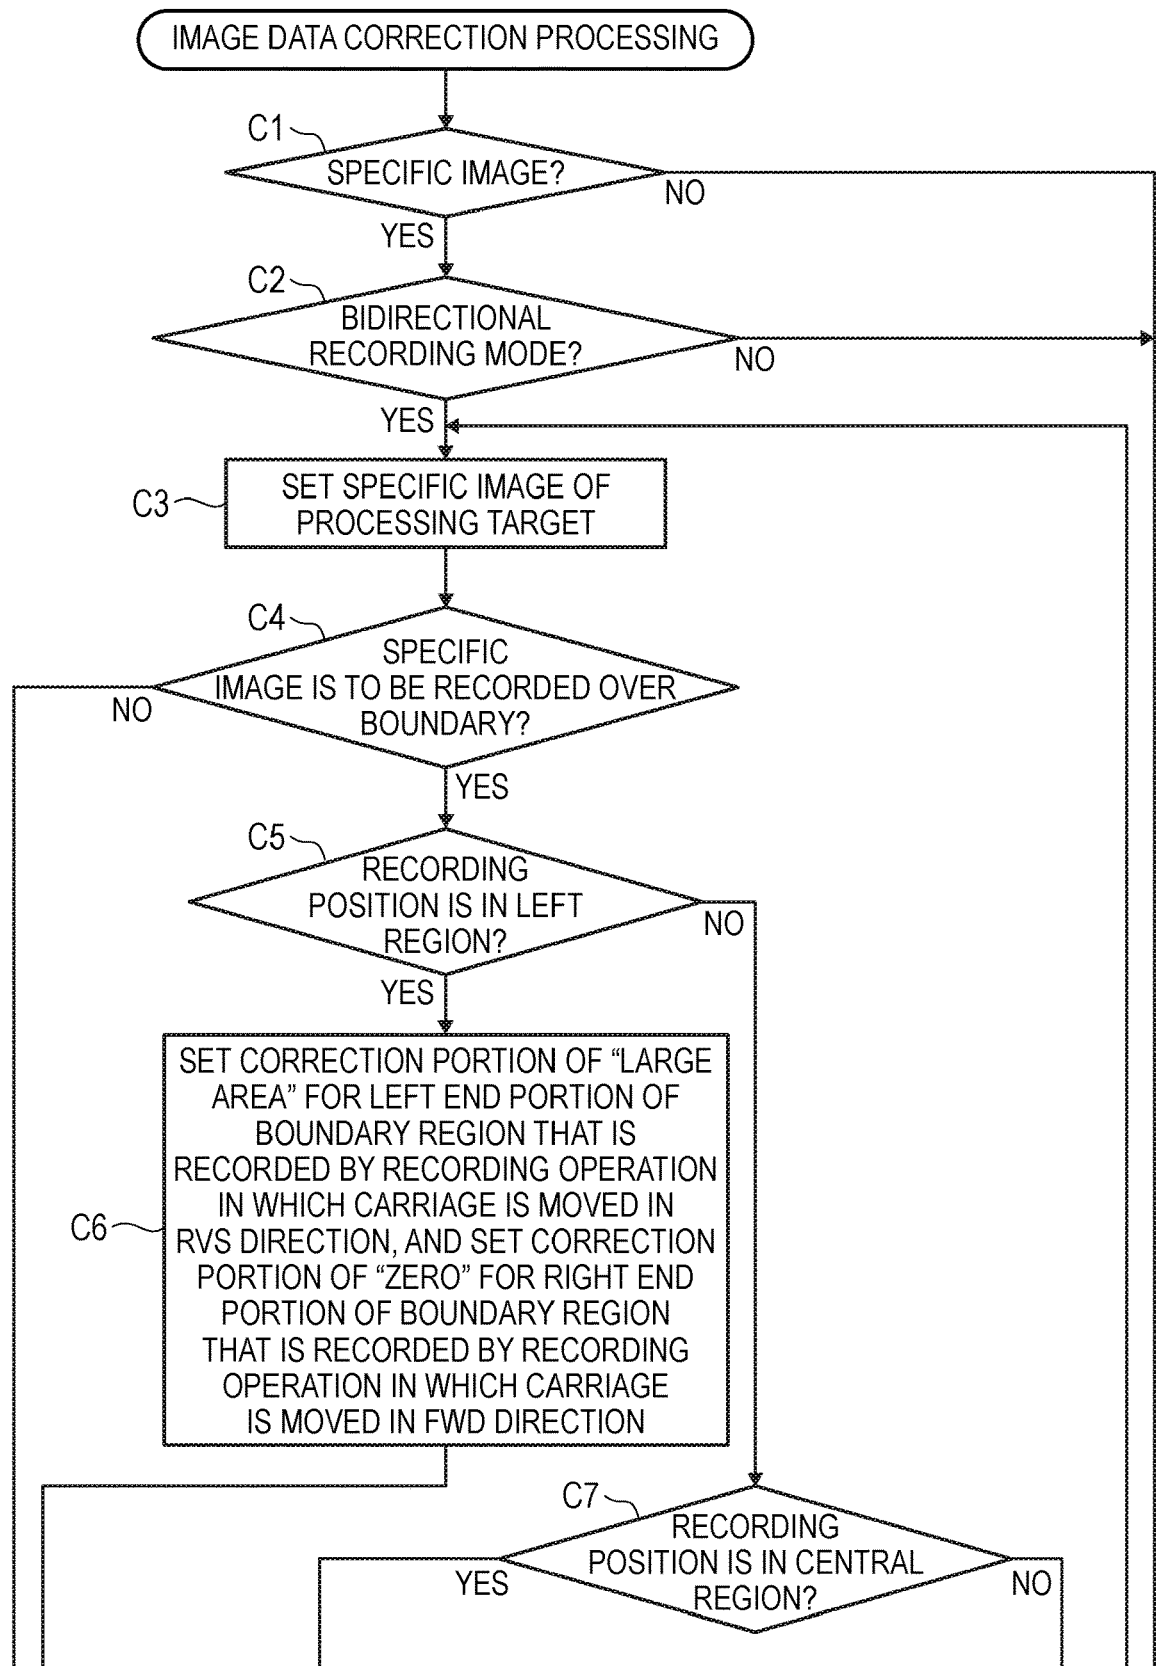 IMAGE DATA CORRECTION PROCESSING
C1
SPECIFIC IMAGE?
NO
YES
C2
BIDIRECTIONAL
RECORDING MODE?
NO
YES
C3
SET SPECIFIC IMAGE OF
PROCESSING TARGET
C4
SPECIFIC
IMAGE IS TO BE RECORDED OVER
BOUNDARY?
NO
YES
C5
RECORDING
POSITION IS IN LEFT
REGION?
NO
YES
C6
SET CORRECTION PORTION OF “LARGE
AREA” FOR LEFT END PORTION OF
BOUNDARY REGION THAT IS
RECORDED BY RECORDING OPERATION
IN WHICH CARRIAGE IS MOVED IN
RVS DIRECTION, AND SET CORRECTION
PORTION OF “ZERO” FOR RIGHT END
PORTION OF BOUNDARY REGION
THAT IS RECORDED BY RECORDING
OPERATION IN WHICH CARRIAGE
IS MOVED IN FWD DIRECTION
C7
RECORDING
POSITION IS IN CENTRAL
REGION?
YES
NO